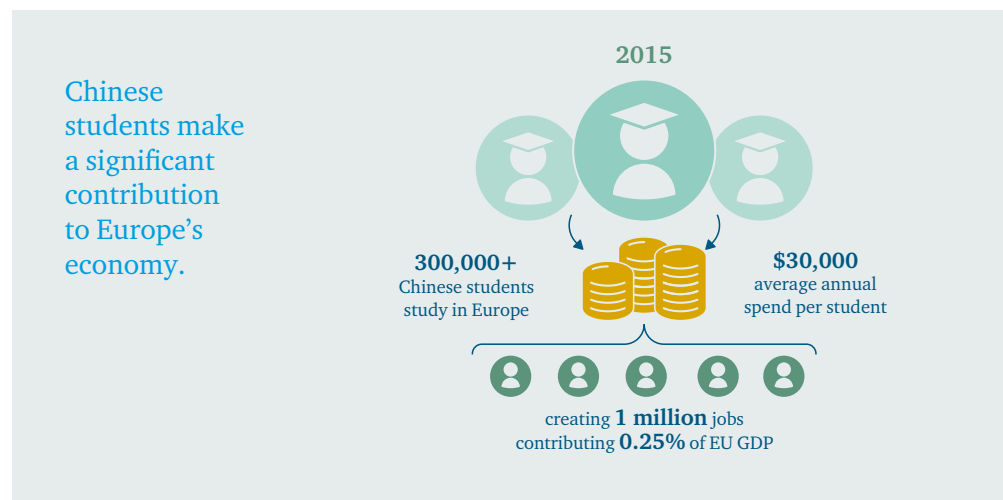 Chinese
students make
a significant
contribution
to Europe’s
economy.
2015
300,000+
Chinese students
study in Europe
$30,000
average annual
spend per student
creating 1 million jobs
contributing 0.25% of EU GDP